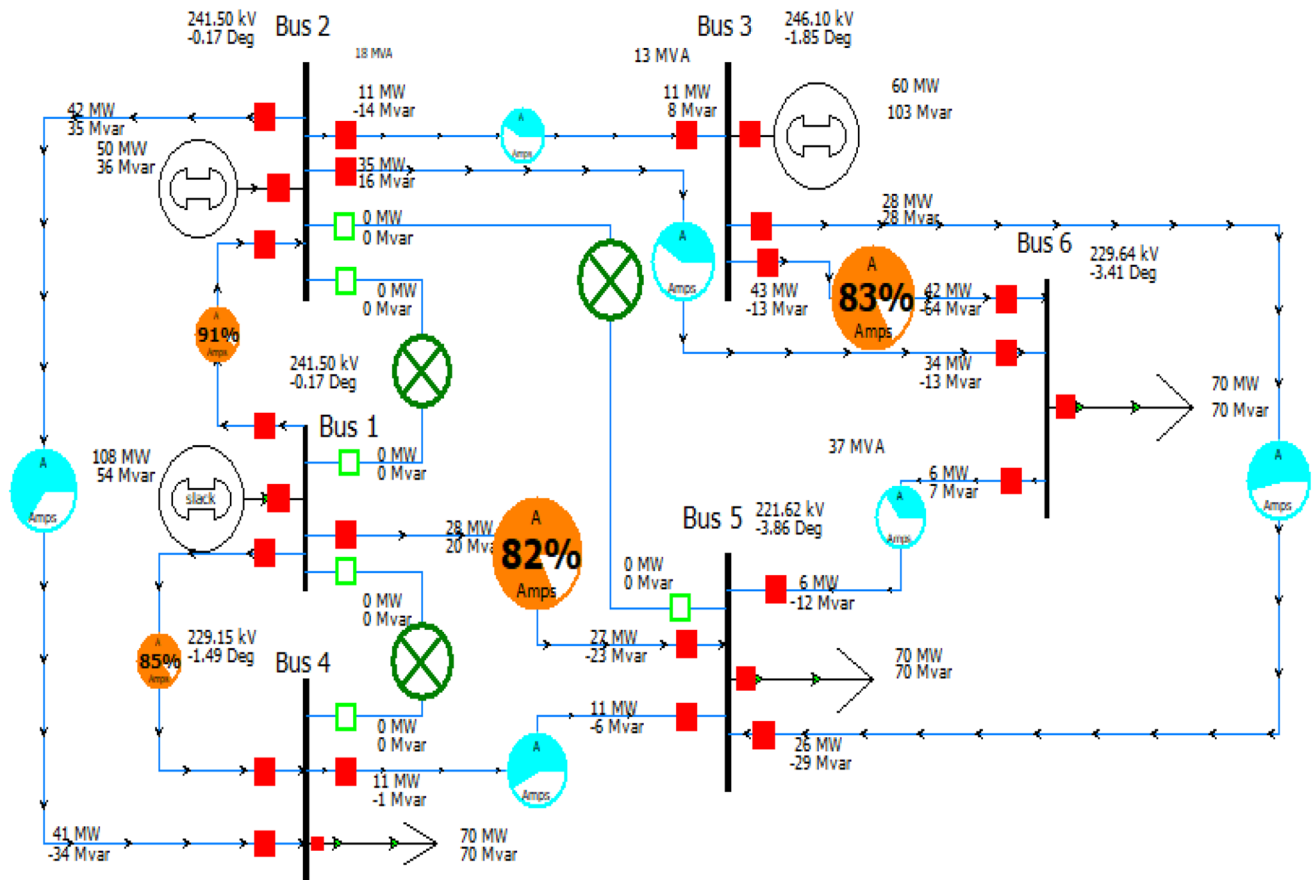 241.50 kV
-0.17 Deg
Bus 2
18 MVA
Bus 3
13 MVA
246.10 kV
-1.85 Deg
42 MW
35 Mvar
11 MW
-14 Mvar
A
Amps
11 MW
8 Mvar
60 MW
103 Mvar
50 MW
36 Mvar
35 MW
16 Mvar
0 MW
0 Mvar
A
Amps
28 MW
28 Mvar
Bus 6
229.64 kV
-3.41 Deg
0 MW
0 Mvar
43 MW
-13 Mvar
A
83%
Amps
42 MW
-64 Mvar
A
91%
Amps
241.50 kV
-0.17 Deg
34 MW
-13 Mvar
70 MW
70 Mvar
Bus 1
108 MW
54 Mvar
slack
0 MW
0 Mvar
37 MVA
6 MW
7 Mvar
A
Amps
A
Amps
A
Amps
28 MW
20 Mvar
A
82%
Amps
Bus 5
221.62 kV
-3.86 Deg
0 MW
0 Mvar
0 MW
0 Mvar
6 MW
-12 Mvar
229.15 kV
-1.49 Deg
A
85%
Amps
Bus 4
27 MW
-23 Mvar
70 MW
70 Mvar
0 MW
0 Mvar
11 MW
-6 Mvar
A
Amps
26 MW
-29 Mvar
11 MW
-1 Mvar
41 MW
-34 Mvar
70 MW
70 Mvar